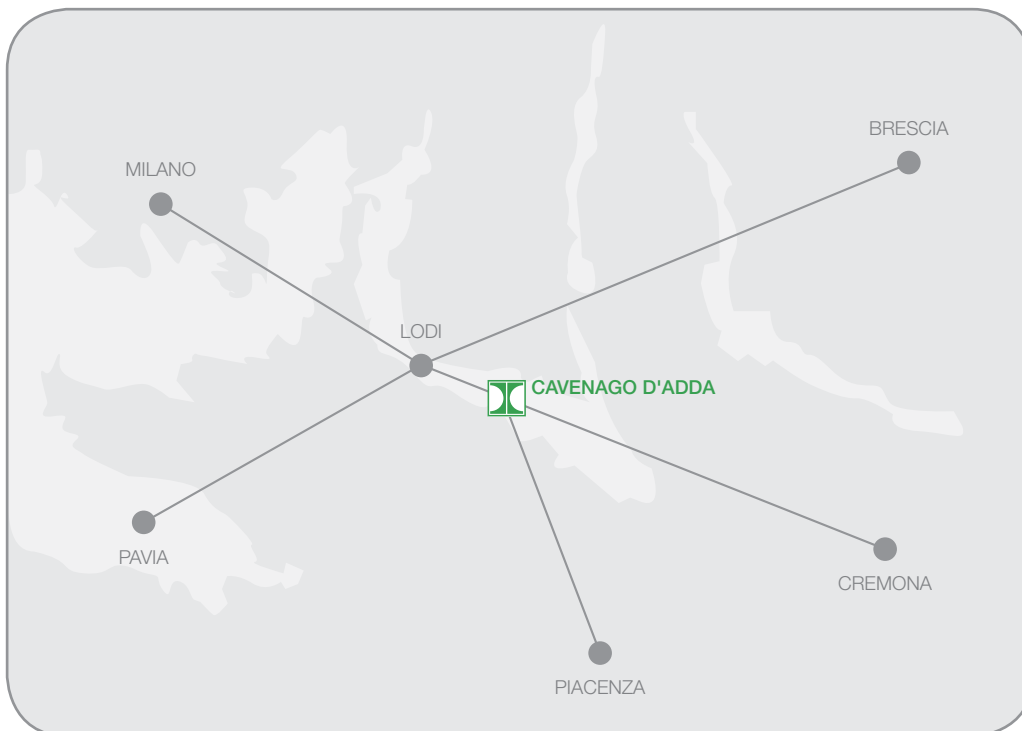 BRESCIA
MILANO
LODI
CAVENAGO D'ADDA
PAVIA
CREMONA
PIACENZA